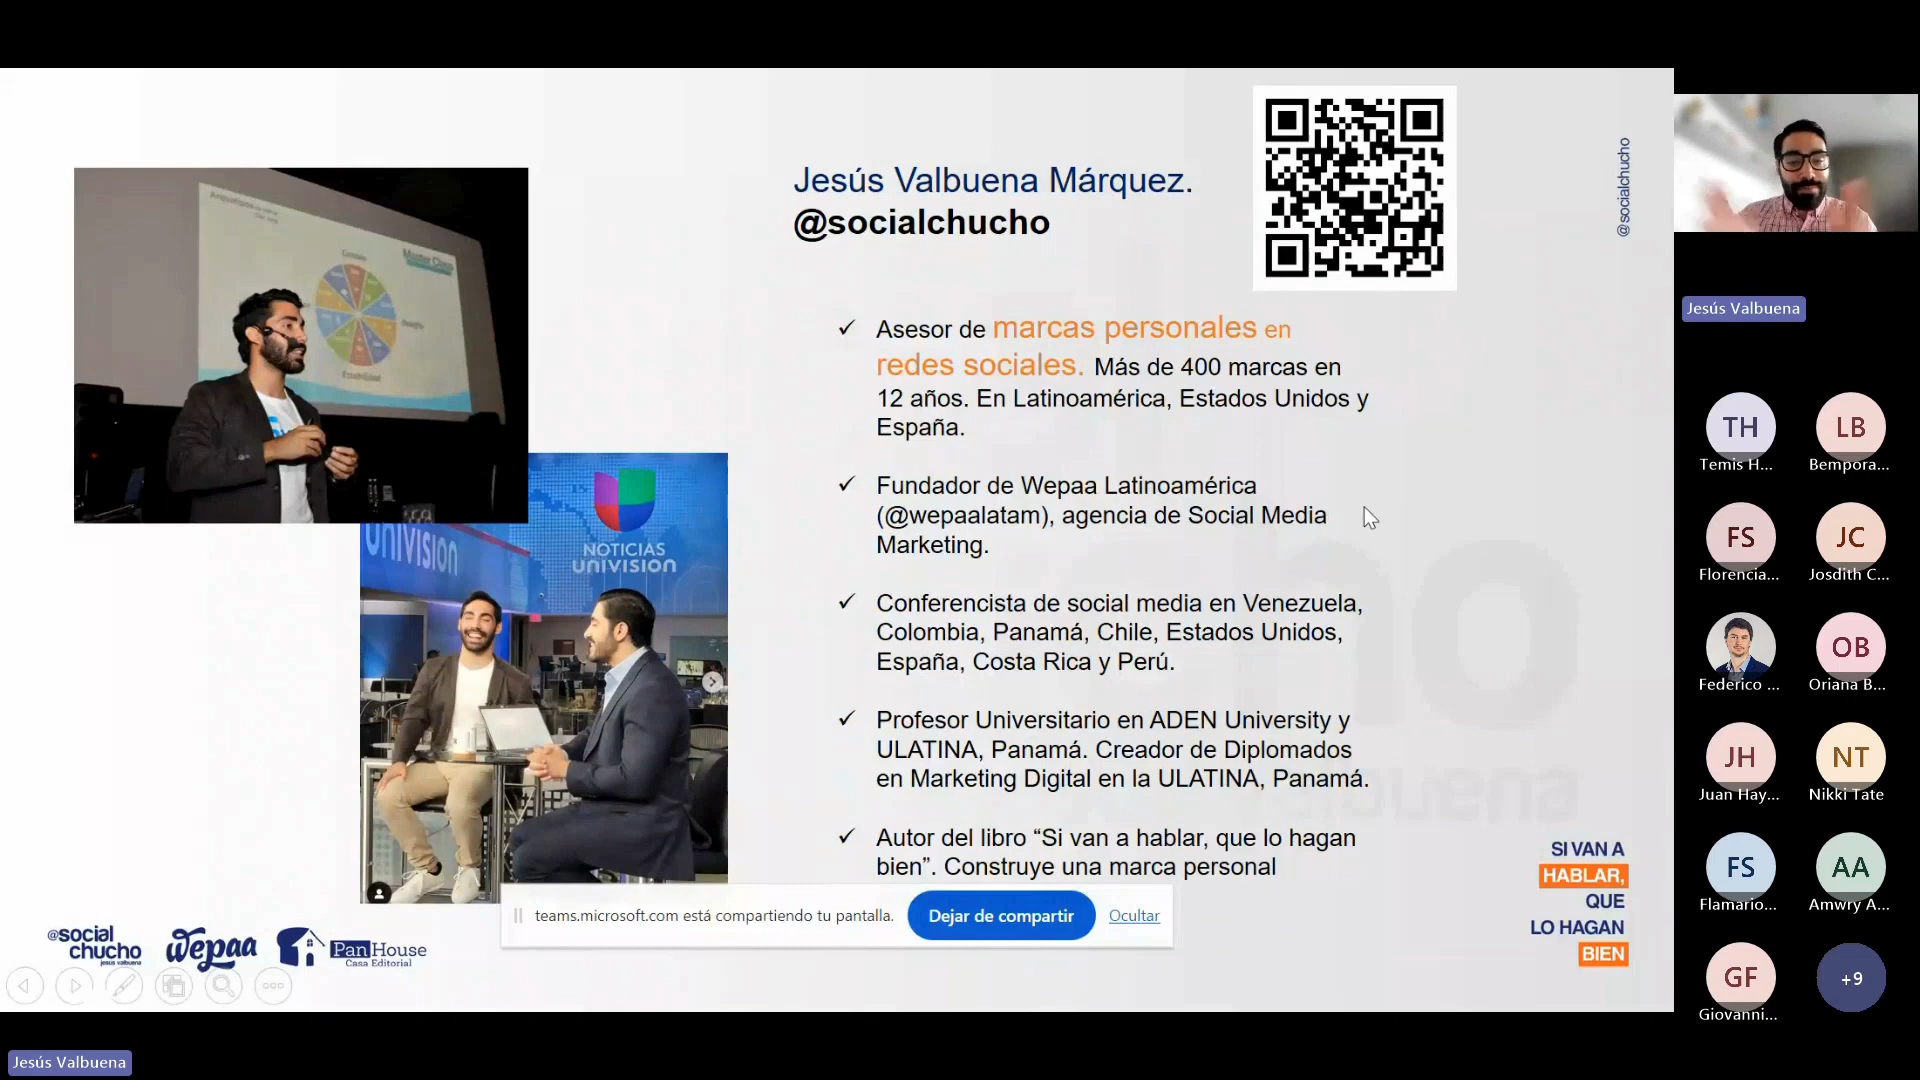 Jesús Valbuena Márquez.
@socialchucho
@socialchucho
Asesor de marcas personales en
redes sociales. Más de 400 marcas en
12 años. En Latinoamérica, Estados Unidos y
España.
Fundador de Wepaa Latinoamérica
(@wepaalatam), agencia de Social Media
Marketing.
Conferencista de social media en Venezuela,
Colombia, Panamá, Chile, Estados Unidos,
España, Costa Rica y Perú.
Profesor Universitario en ADEN University y
ULATINA, Panamá. Creador de Diplomados
en Marketing Digital en la ULATINA, Panamá.
Autor del libro “Si van a hablar, que lo hagan
bien”. Construye una marca personal
Master Class
Estabilidad
univision
NOTICIAS
UNIVISION
teams.microsoft.com está compartiendo tu pantalla.
Dejar de compartir
Ocultar
SI VAN A
HABLAR,
QUE
LO HAGAN
BIEN
@social
chucho
jesús valbuena
wepaa
PanHouse
Casa Editorial
Jesús Valbuena
Jesús Valbuena
TH
Temis H...
LB
Bempora...
FS
Florencia...
JC
Josdith C...
Federico ...
OB
Oriana B...
JH
Juan Hay...
NT
Nikki Tate
FS
Flamario...
AA
Amwry A...
GF
Giovanni...
+9